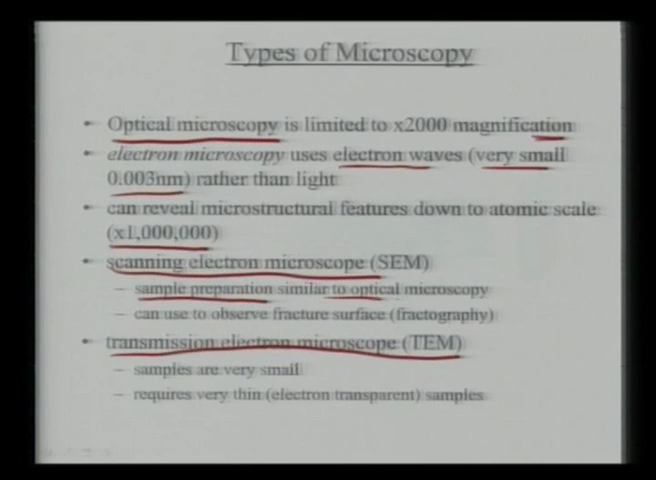 Types of Microscopy
• Optical microscopy is limited to x2000 magnification
• electron microscopy uses electron waves (very small
0.003nm) rather than light
• can reveal microstructural features down to atomic scale
(x1,000,000)
• scanning electron microscope (SEM)
– sample preparation similar to optical microscopy
– can use to observe fracture surface (fractography)
• transmission electron microscope (TEM)
– samples are very small
– requires very thin (electron transparent) samples